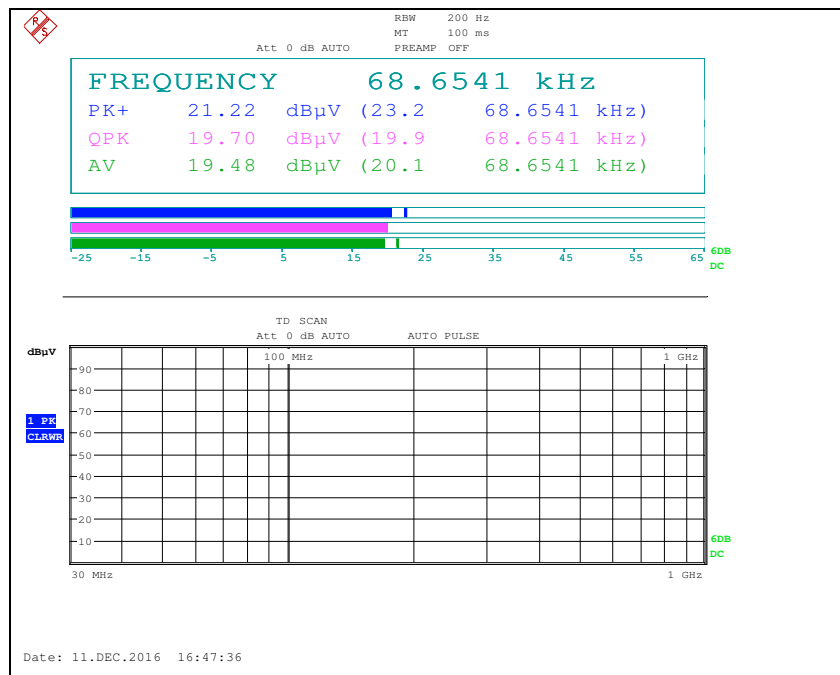 R S
RBW 200 Hz
MT 100 ms
Att 0 dB AUTO PREAMP OFF
FREQUENCY 68.6541 kHz
PK+ 21.22 dBµV (23.2 68.6541 kHz)
QPK 19.70 dBµV (19.9 68.6541 kHz)
AV 19.48 dBµV (20.1 68.6541 kHz)
-25 -15 -5 5 15 25 35 45 55 65
6DB
DC
TD SCAN
Att 0 dB AUTO AUTO PULSE
dBµV
100 MHz 1 GHz
90
80
70
1 PK
CLRWR
60
50
40
30
20
10
6DB
DC
30 MHz 1 GHz
Date: 11.DEC.2016 16:47:36